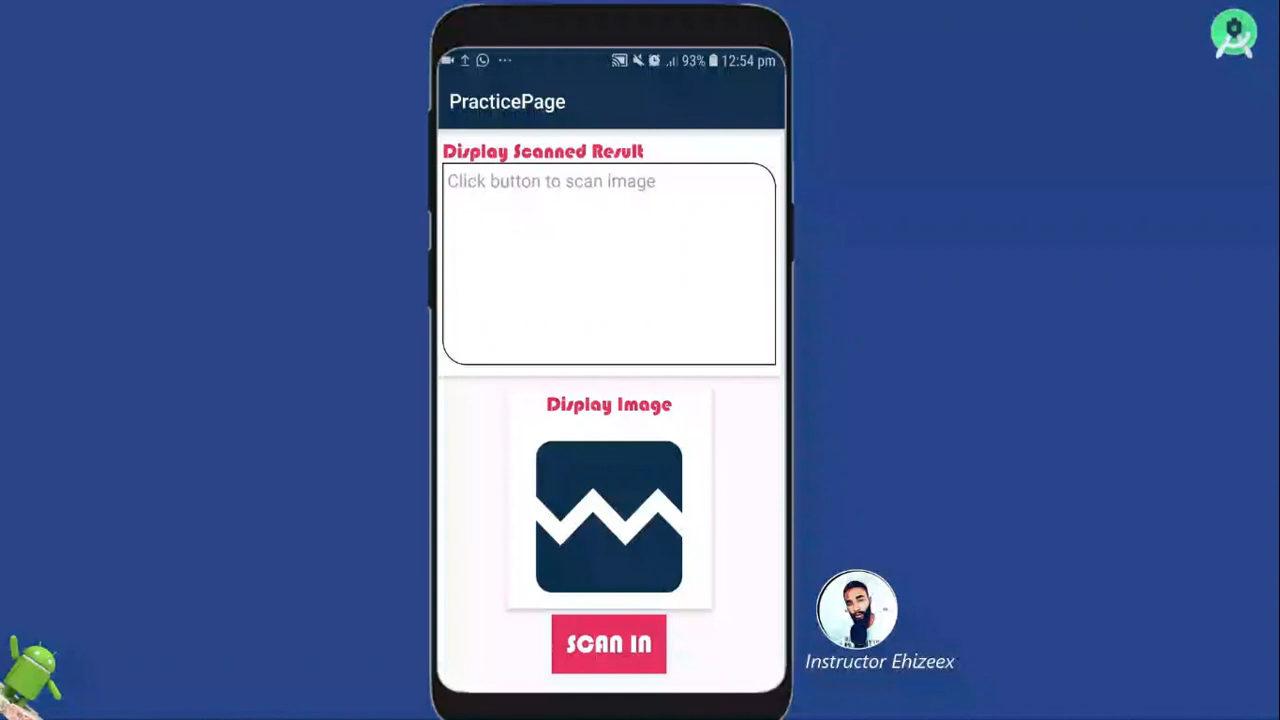 93% 12:54 pm
PracticePage
Display Scanned Result
Click button to scan image
Display Image
SCAN IN
Instructor Ehizeex